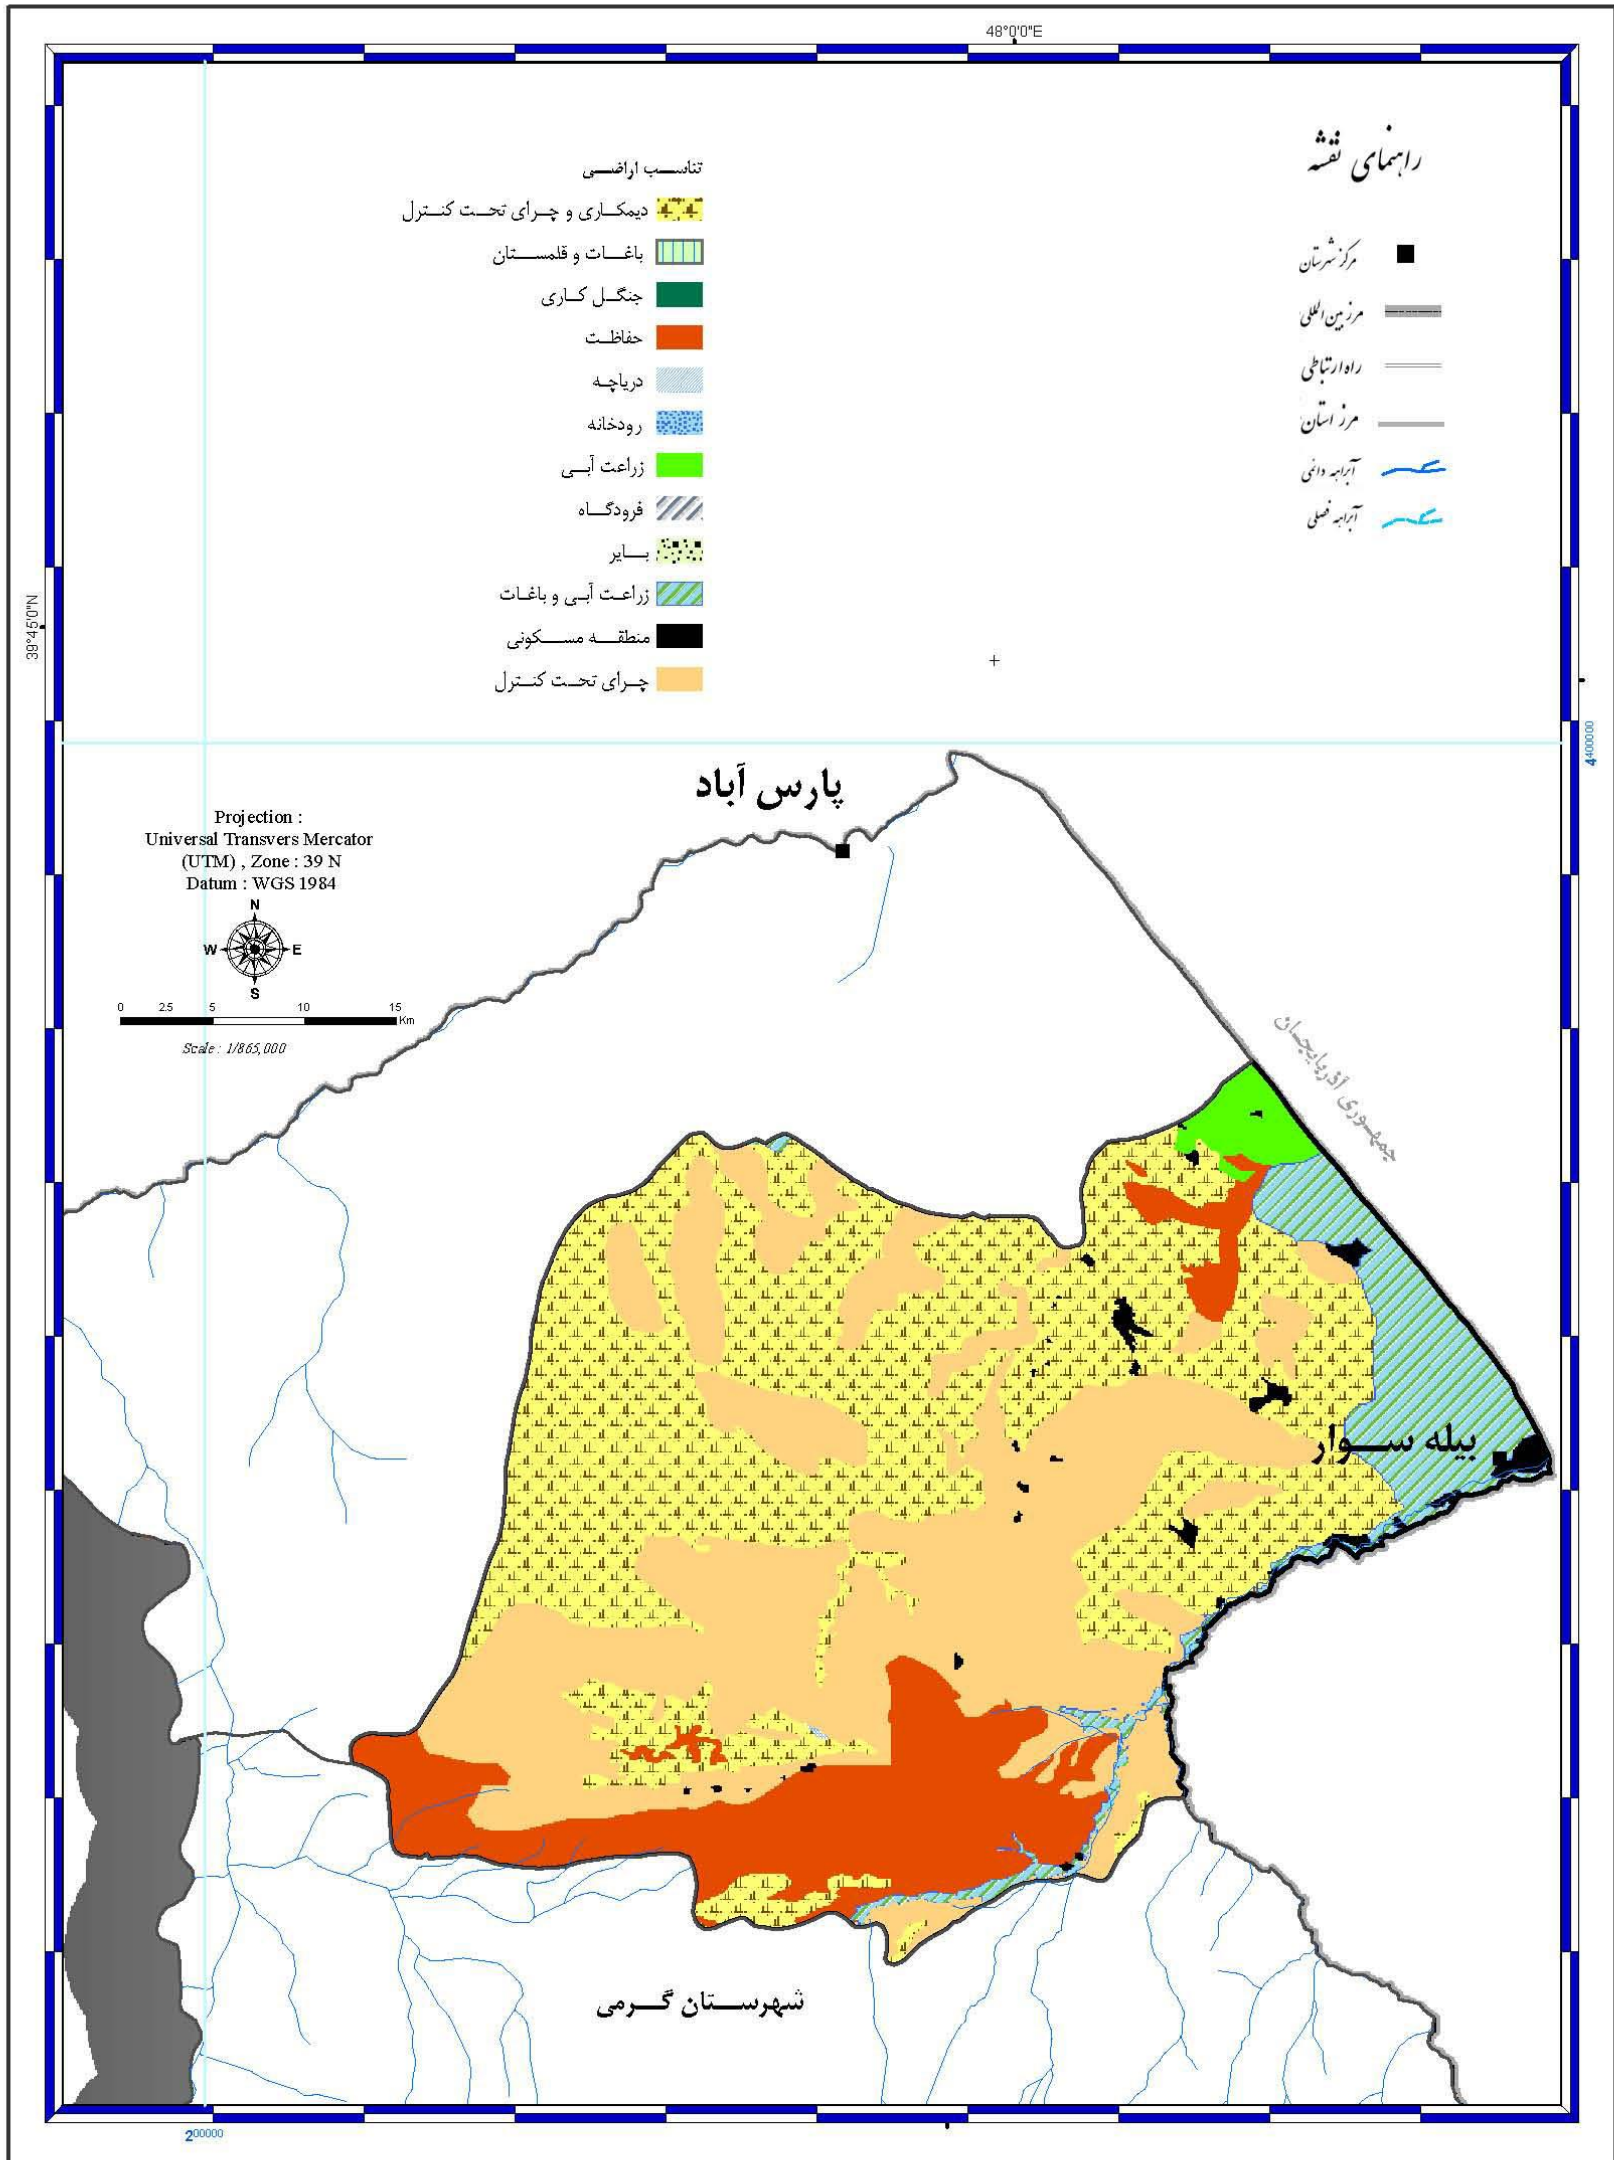 48°0'0"E
راهنمای نقشه
مرکز شهرستان
مرز بین المللی
راه ارتباطی
مرز استان
آبراهه دائمی
آبراهه فصلی
تناسب اراضی
دیمکاری و چرای تحت کنترل
باغات و قلمستان
جنگل کاری
حفاظت
دریاچه
رودخانه
زراعت آبی
فرودگاه
بایر
زراعت آبی و باغات
منطقه مسکونی
چرای تحت کنترل
39°45'0"N
4400000
پارس آباد
Projection :
Universal Transvers Mercator
(UTM) , Zone : 39 N
Datum : WGS 1984
N
W E
S
0 2.5 5 10 15
Km
Scale : 1/865,000
جمهوری آذربایجان
بیله سوار
شهرستان گرمی
200000